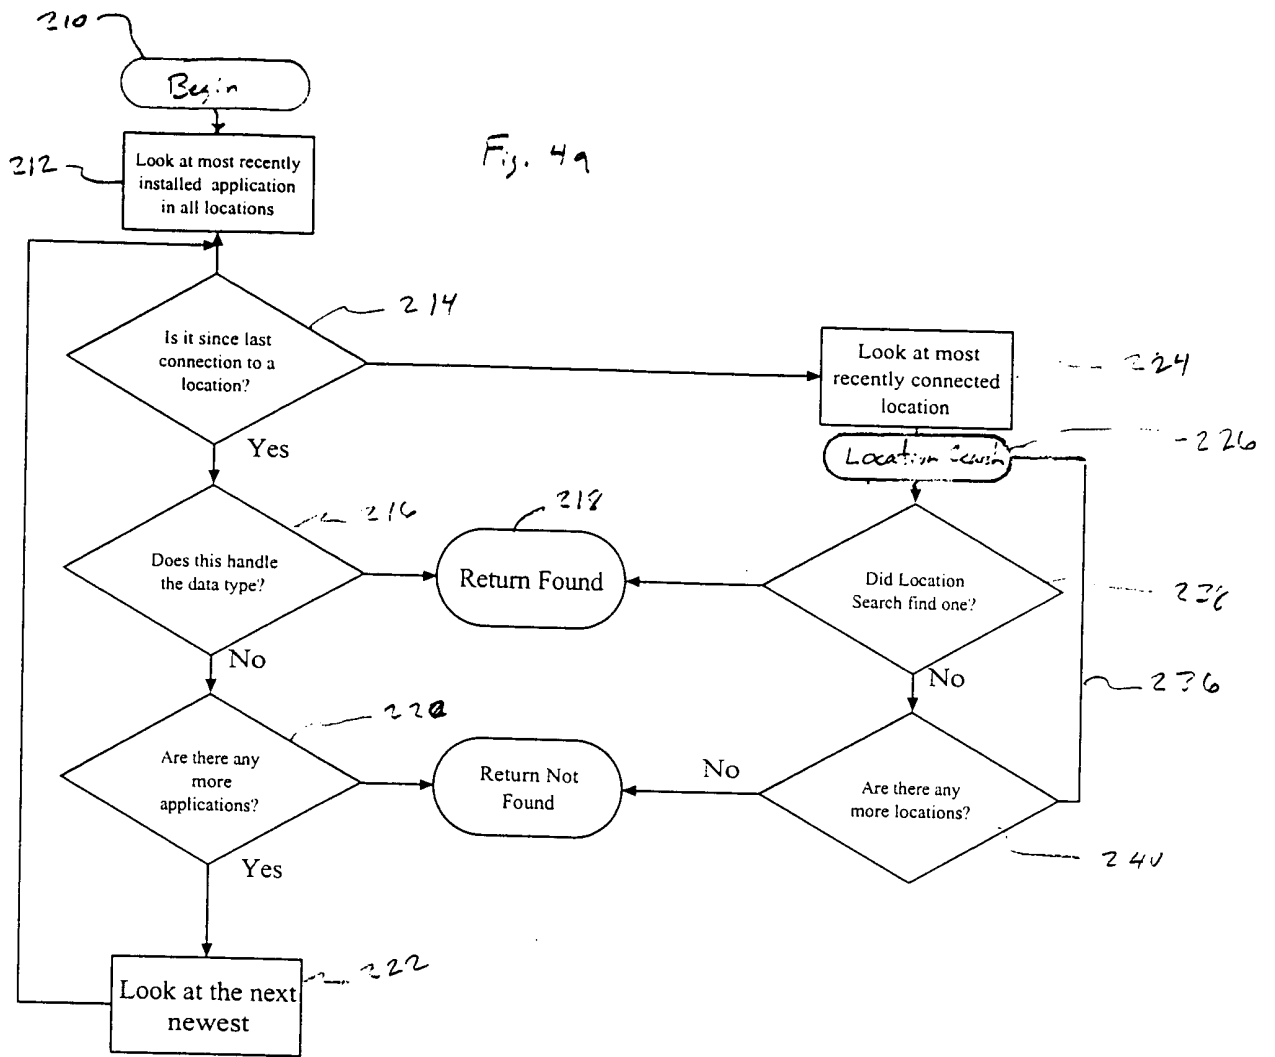 210
Begin
212
Look at most recently
installed application
in all locations
Fig. 4a
214
Is it since last
connection to a
location?
Look at most
recently connected
location
224
Yes
Location Search
226
216
218
Does this handle
the data type?
Return Found
Did Location
Search find one?
238
No
No
236
220
Are there any
more
applications?
Return Not
Found
No
Are there any
more locations?
240
Yes
222
Look at the next
newest